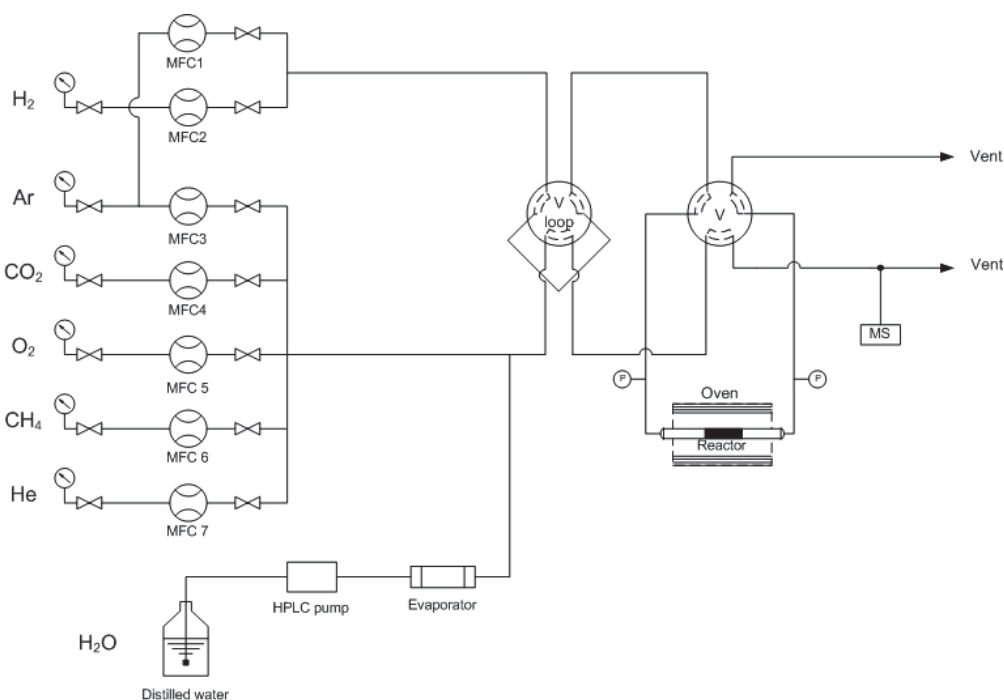 MFC1
H₂
MFC2
Ar
MFC3
V
loop
V
Vent
CO₂
MFC4
Vent
O₂
MFC 5
MS
P
P
CH₄
MFC 6
Oven
Reactor
He
MFC 7
HPLC pump
Evaporator
H₂O
Distilled water